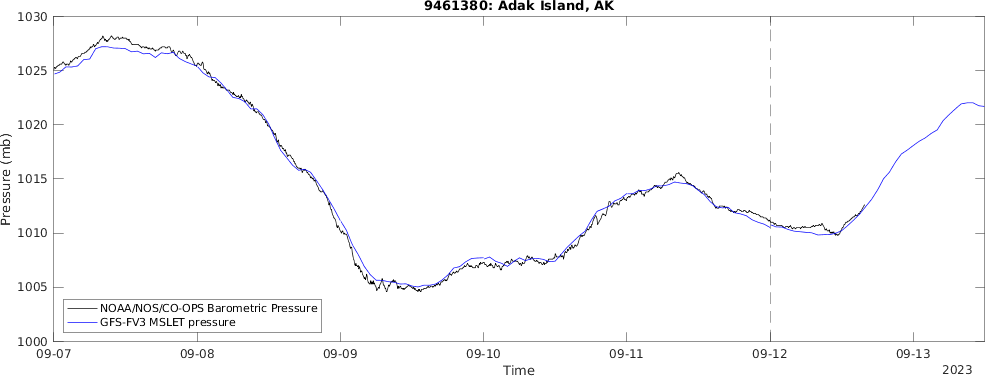 9461380: Adak Island, AK
Pressure (mb)
1030
1025
1020
1015
1010
1005
1000
NOAA/NOS/CO-OPS Barometric Pressure
GFS-FV3 MSLET pressure
09-07 09-08 09-09 09-10 09-11 09-12 09-13
Time
2023